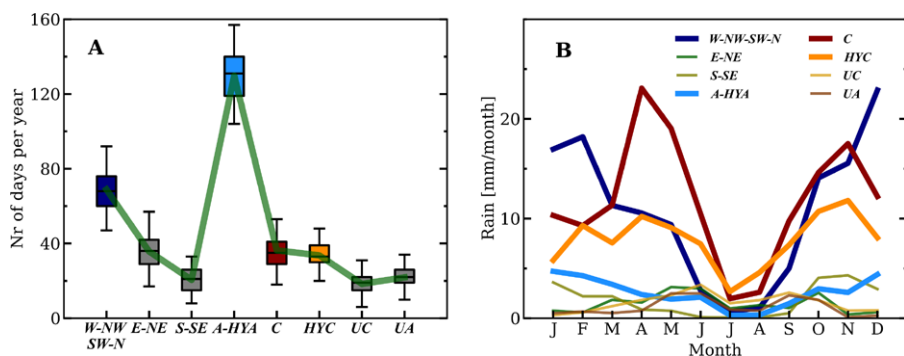 A
Nr of days per year
160
120
80
40
0
W-NW E-NE S-SE A-HYA C HYC UC UA
SW-N
B
Rain [mm/month]
30
20
10
0
W-NW-SW-N C
E-NE HYC
S-SE UC
A-HYA UA
J F M A M J J A S O N D
Month